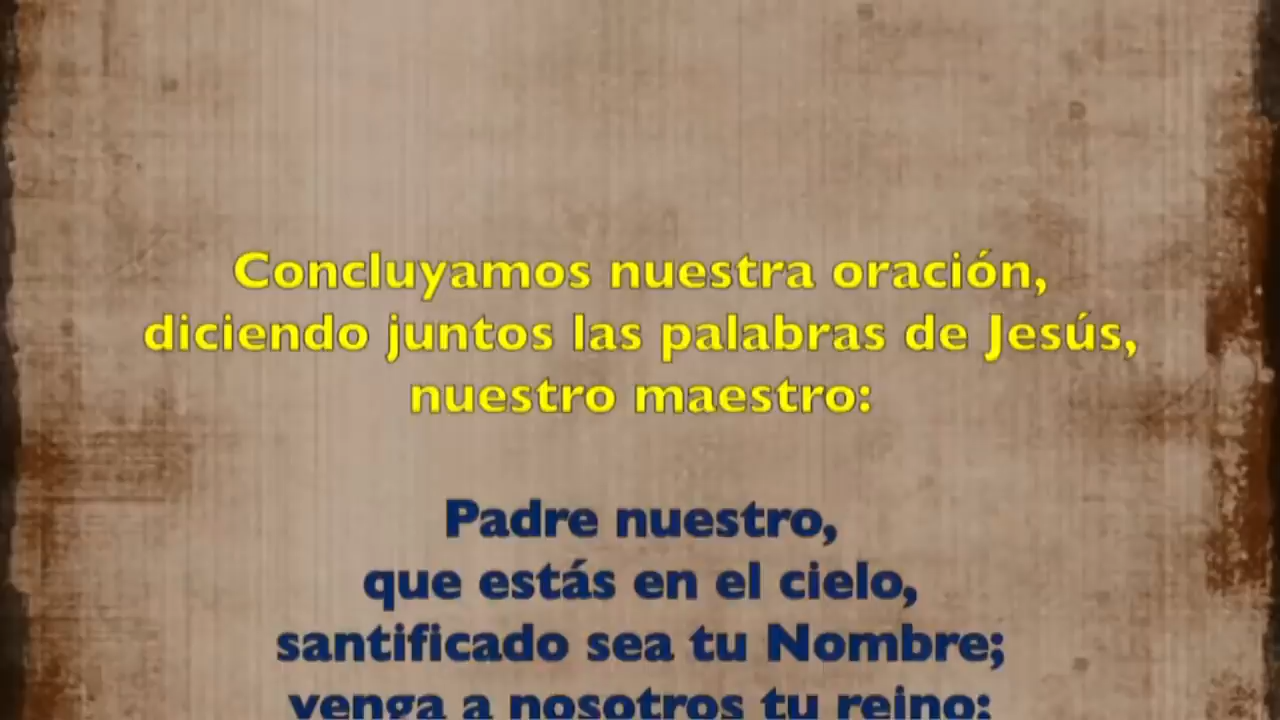 Concluyamos nuestra oración,
diciendo juntos las palabras de Jesús,
nuestro maestro:
Padre nuestro,
que estás en el cielo,
santificado sea tu Nombre;
venga a nosotros tu reino;